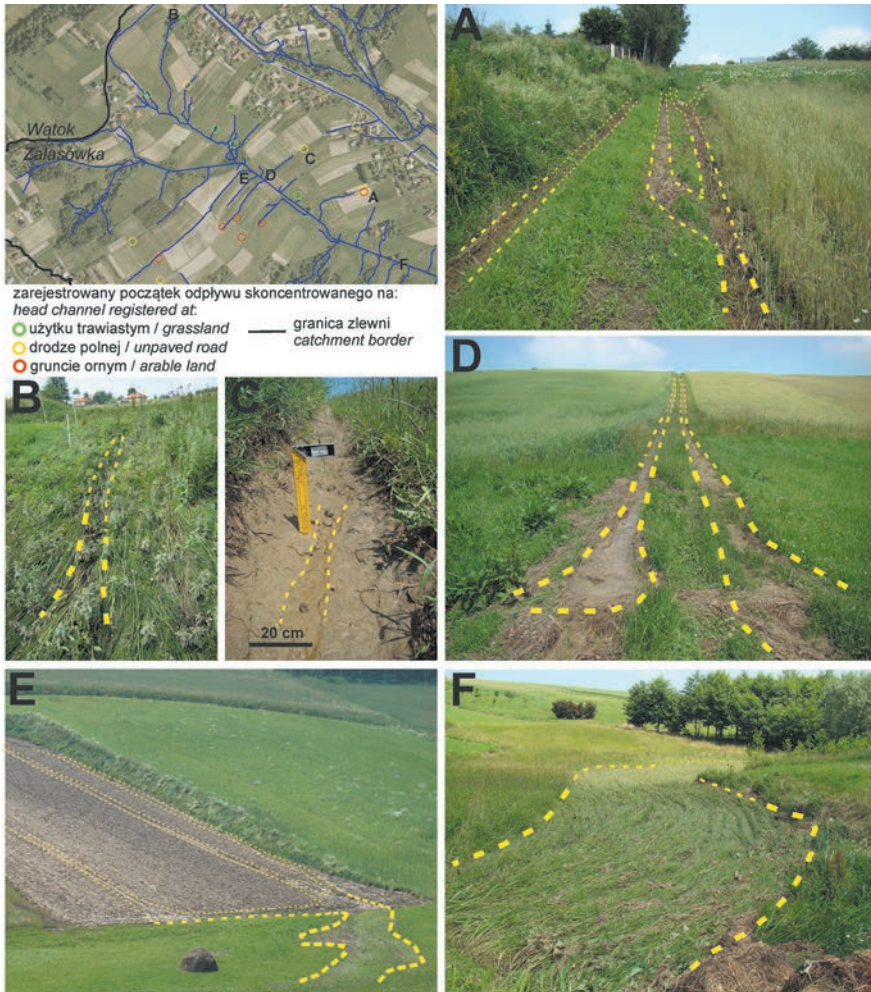 B
Wątok
Zalasówka
C
E
D
A
F
zarejestrowany początek odpływu skoncentrowanego na:
head channel registered at:
użytku trawiastym / grassland
drodze polnej / unpaved road
gruncie ornym / arable land
granica zlewni
catchment border
A
B
C
20 cm
D
E
F